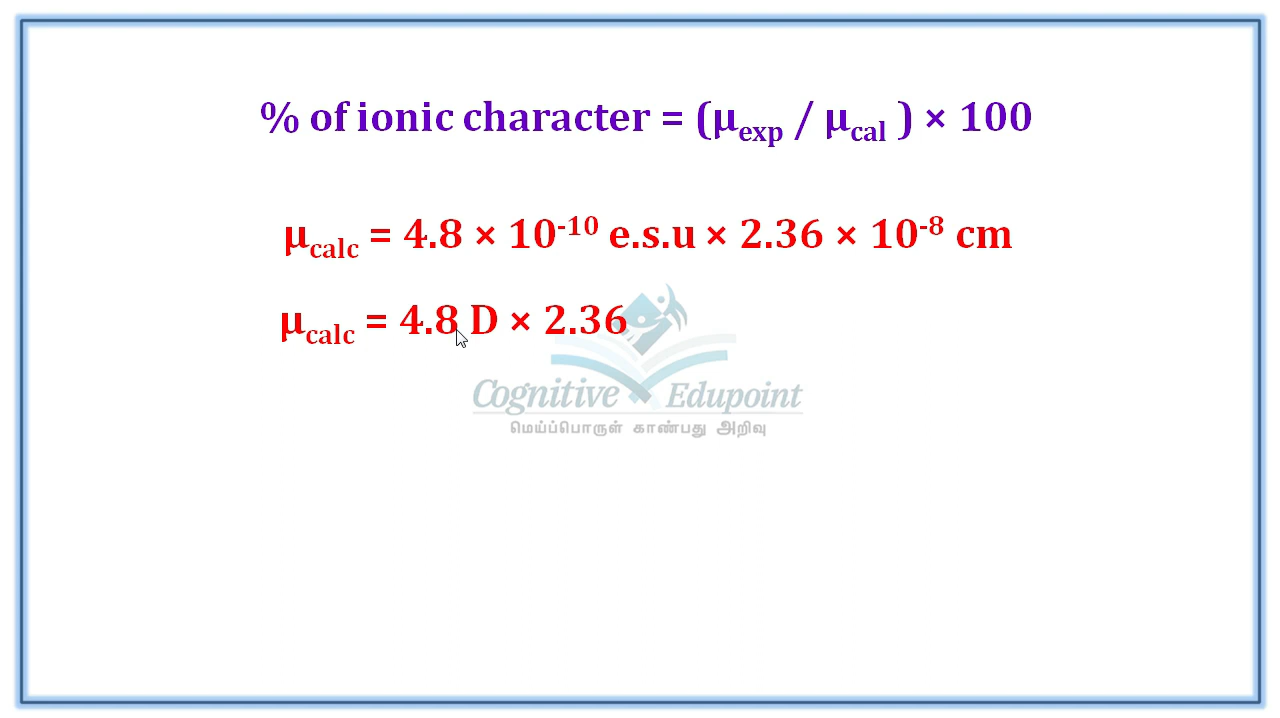 % of ionic character = (μexp / μcal ) × 100
μcalc = 4.8 × 10-10 e.s.u × 2.36 × 10-8 cm
μcalc = 4.8 D × 2.36
Cognitive Edupoint
மெய்ப்பொருள் காண்பது அறிவு